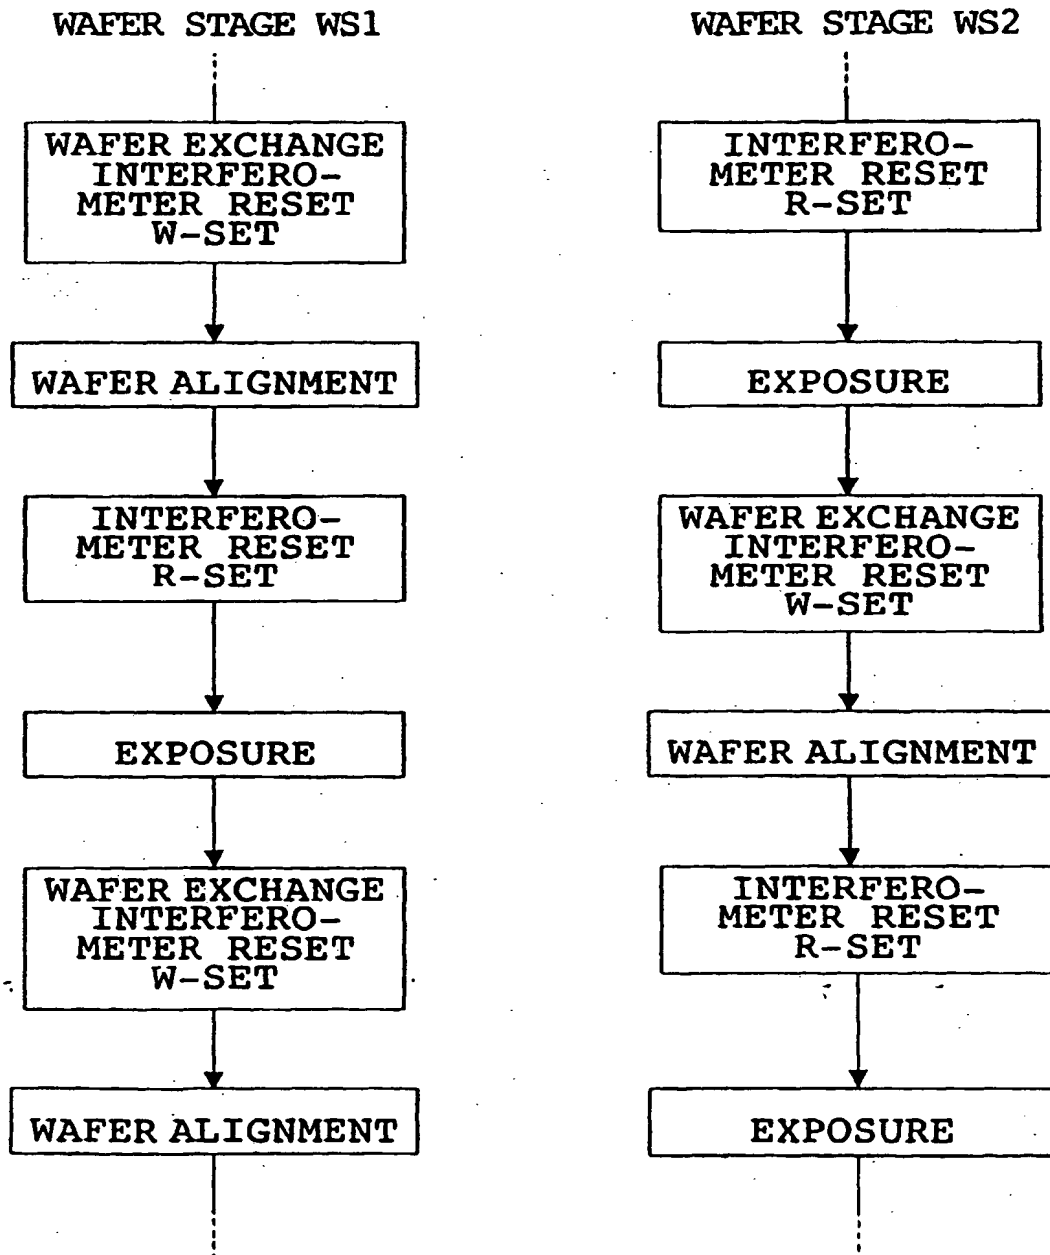 WAFER STAGE WS1
WAFER EXCHANGE
INTERFERO-
METER RESET
W-SET
WAFER ALIGNMENT
INTERFERO-
METER RESET
R-SET
EXPOSURE
WAFER EXCHANGE
INTERFERO-
METER RESET
W-SET
WAFER ALIGNMENT
WAFER STAGE WS2
INTERFERO-
METER RESET
R-SET
EXPOSURE
WAFER EXCHANGE
INTERFERO-
METER RESET
W-SET
WAFER ALIGNMENT
INTERFERO-
METER RESET
R-SET
EXPOSURE